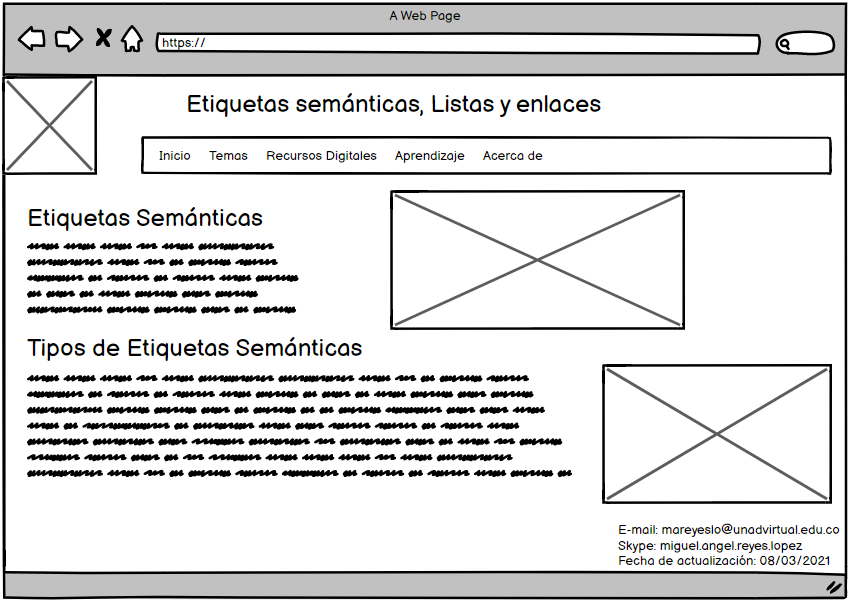 A Web Page
https://
Etiquetas semánticas, Listas y enlaces
Inicio Temas Recursos Digitales Aprendizaje Acerca de
Etiquetas Semánticas
Tipos de Etiquetas Semánticas
E-mail: mareyeslo@unadvirtual.edu.co
Skype: miguel.angel.reyes.lopez
Fecha de actualización: 08/03/2021